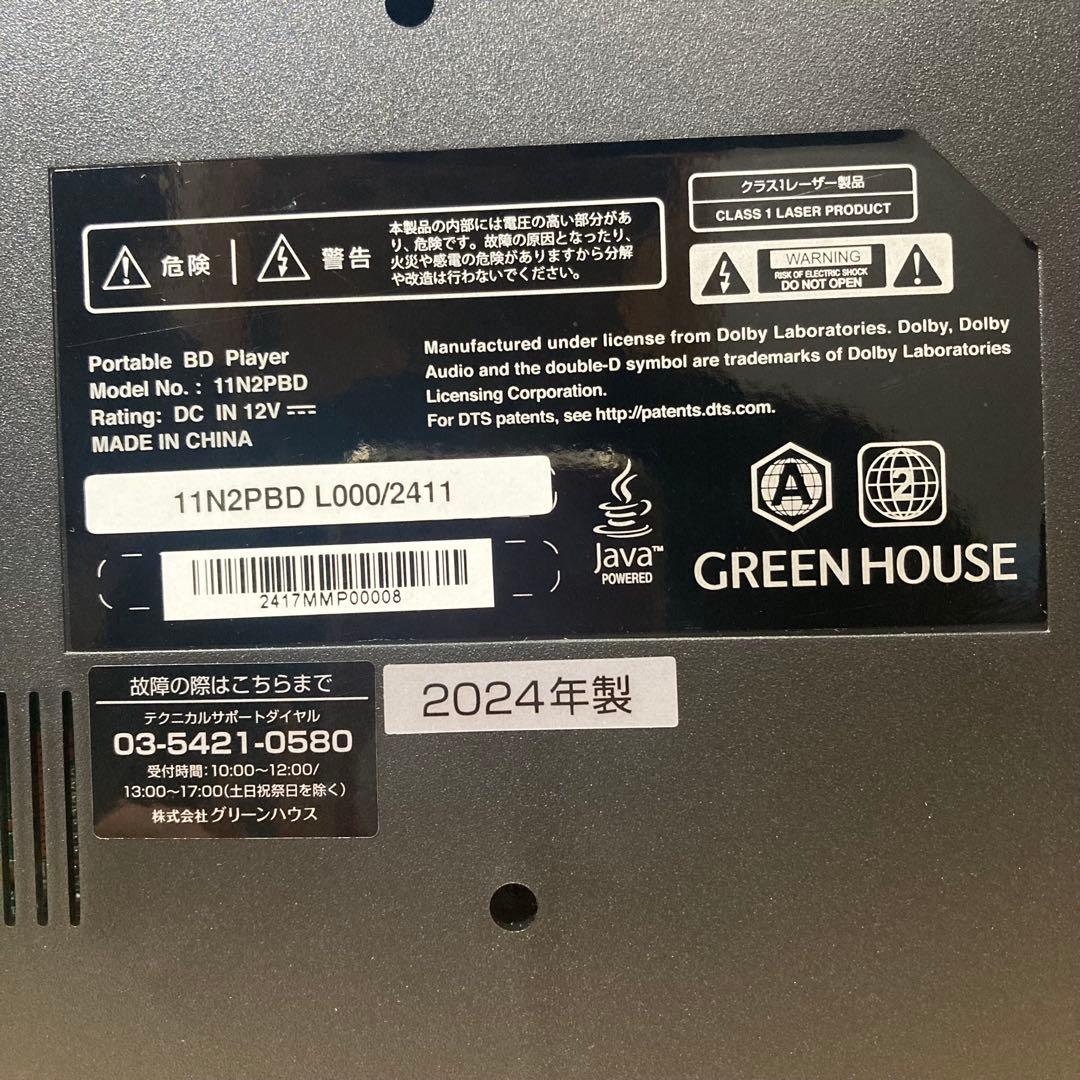 危険
警告
本製品の内部には電圧の高い部分があ
り、危険です。故障の原因となったり、
火災や感電の危険がありますから分解
や改造は行わないでください。
クラス1レーザー製品
CLASS 1 LASER PRODUCT
WARNING
RISK OF ELECTRIC SHOCK
DO NOT OPEN
Portable BD Player
Model No. : 11N2PBD
Rating: DC IN 12V
MADE IN CHINA
Manufactured under license from Dolby Laboratories. Dolby, Dolby
Audio and the double-D symbol are trademarks of Dolby Laboratories
Licensing Corporation.
For DTS patents, see http://patents.dts.com.
11N2PBD L000/2411
2417MMP00008
Java™
POWERED
A
2
GREEN HOUSE
故障の際はこちらまで
テクニカルサポートダイヤル
03-5421-0580
受付時間:10:00〜12:00/
13:00〜17:00(土日祝祭日を除く)
株式会社グリーンハウス
2024年製